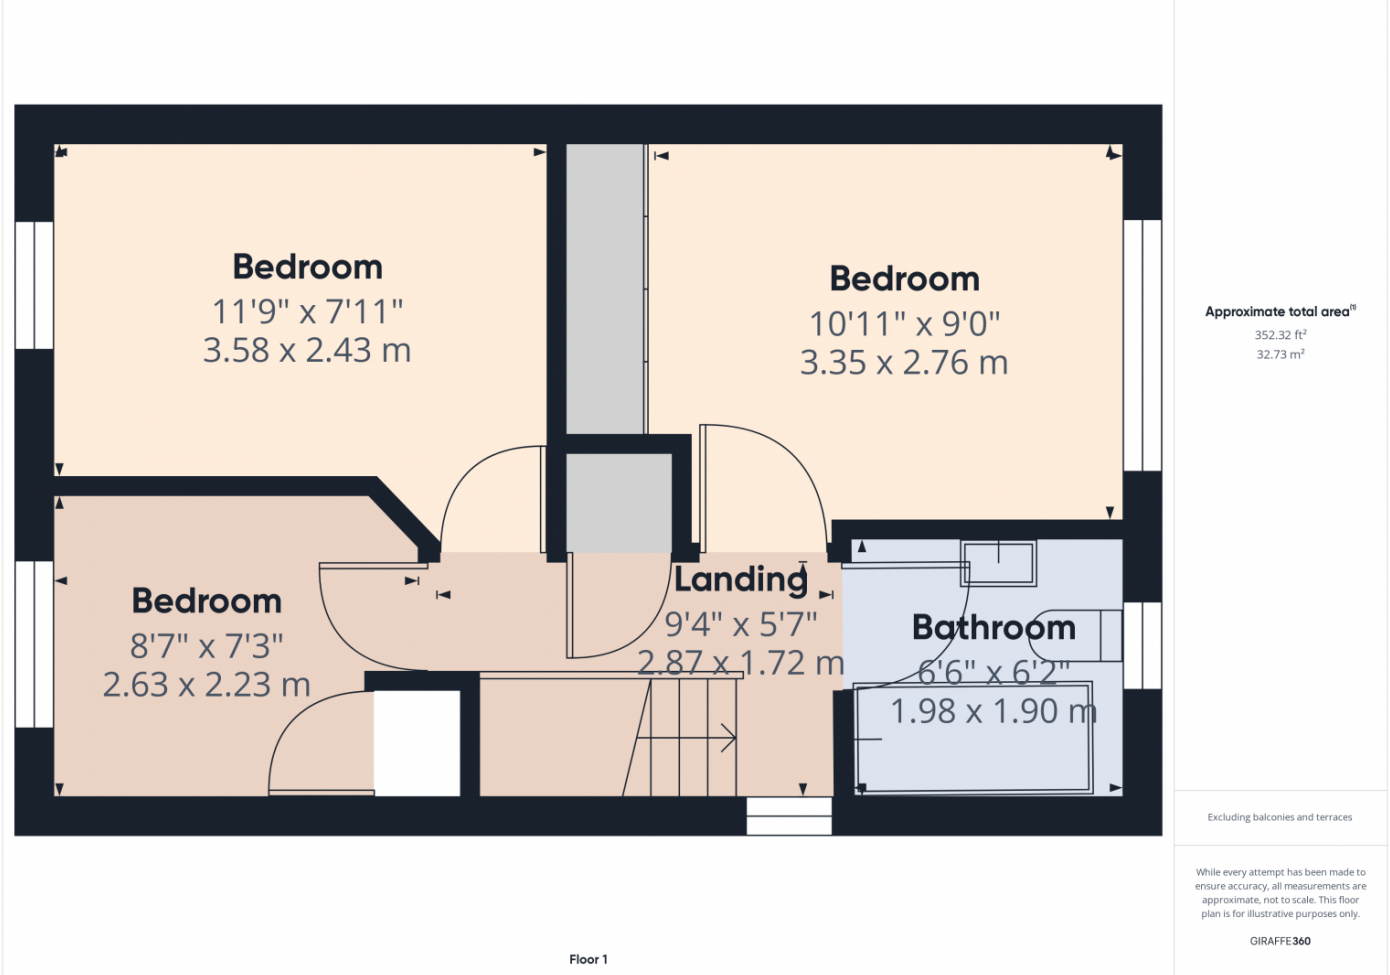 Bedroom
11'9" x 7'11"
3.58 x 2.43 m
Bedroom
10'11" x 9'0"
3.35 x 2.76 m
Bedroom
8'7" x 7'3"
2.63 x 2.23 m
Landing
9'4" x 5'7"
2.87 x 1.72 m
Bathroom
6'6" x 6'2"
1.98 x 1.90 m
Floor 1
Approximate total area⁽¹⁾
352.32 ft²
32.73 m²
Excluding balconies and terraces
While every attempt has been made to
ensure accuracy, all measurements are
approximate, not to scale. This floor
plan is for illustrative purposes only.
GIRAFFE360